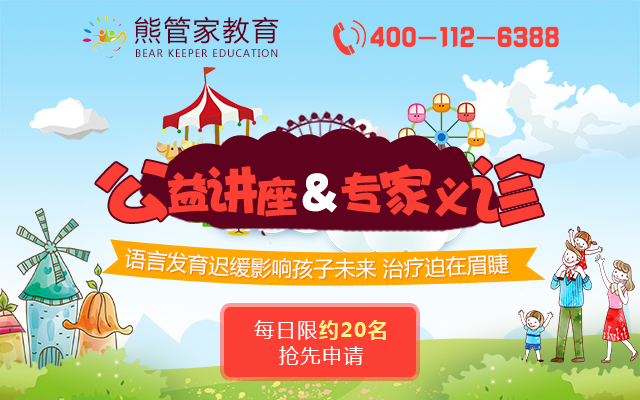 熊管家教育
BEAR KEEPER EDUCATION
400-112-6388
公益讲座&专家义诊
语言发育迟缓影响孩子未来 治疗迫在眉睫
每日限约20名
抢先申请